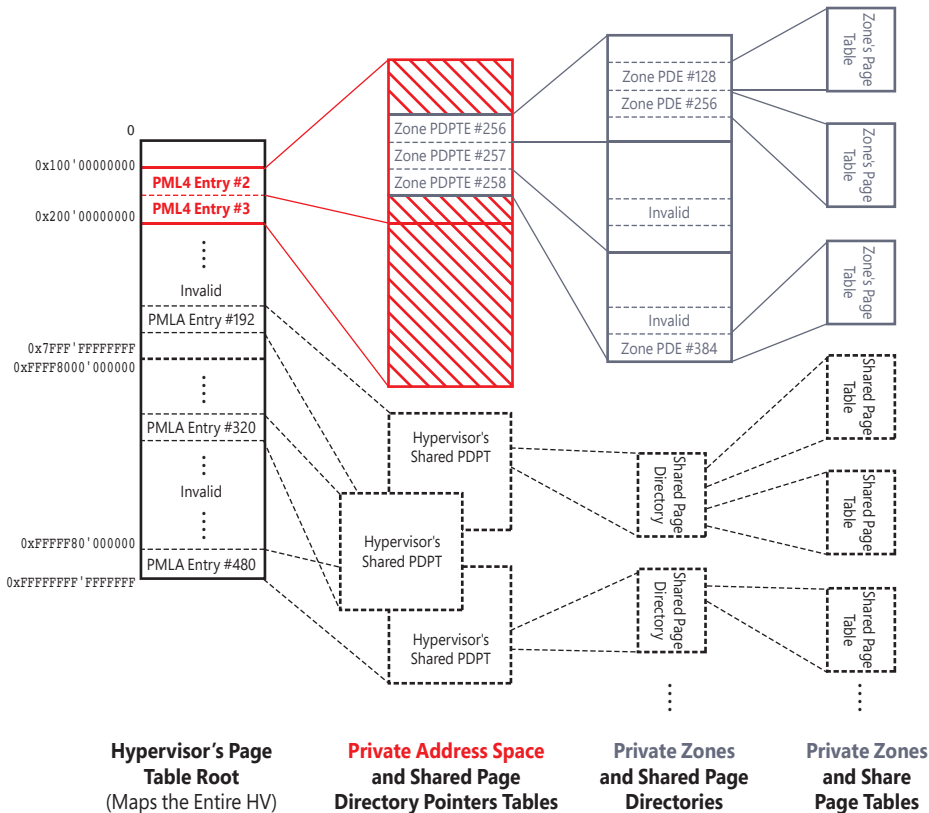 0
0x100'00000000
0x200'00000000
0x7FFF'FFFFFFFF
0xFFFF8000'000000
0xFFFFF80'000000
0xFFFFFFFF'FFFFFFF
PML4 Entry #2
PML4 Entry #3
Invalid
PMLA Entry #192
PMLA Entry #320
Invalid
PMLA Entry #480
Zone PDPTE #256
Zone PDPTE #257
Zone PDPTE #258
Hypervisor's
Shared PDPT
Hypervisor's
Shared PDPT
Hypervisor's
Shared PDPT
Zone PDE #128
Zone PDE #256
Invalid
Invalid
Zone PDE #384
Shared Page
Directory
Shared Page
Directory
Zone's Page
Table
Zone's Page
Table
Zone's Page
Table
Shared Page
Table
Shared Page
Table
Shared Page
Table
Hypervisor's Page
Table Root
(Maps the Entire HV)
Private Address Space
and Shared Page
Directory Pointers Tables
Private Zones
and Shared Page
Directories
Private Zones
and Share
Page Tables